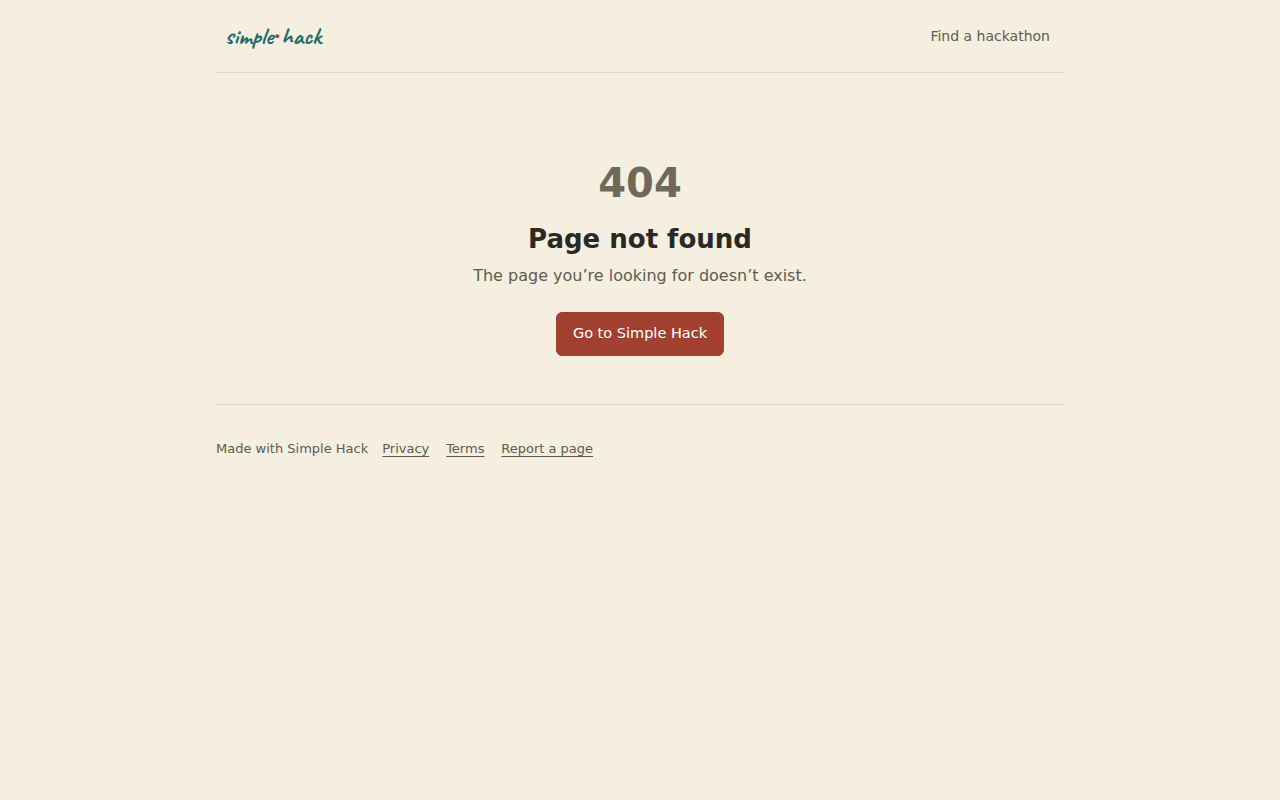 simple hack
Find a hackathon
404
Page not found
The page you’re looking for doesn’t exist.
Go to Simple Hack
Made with Simple Hack Privacy Terms Report a page